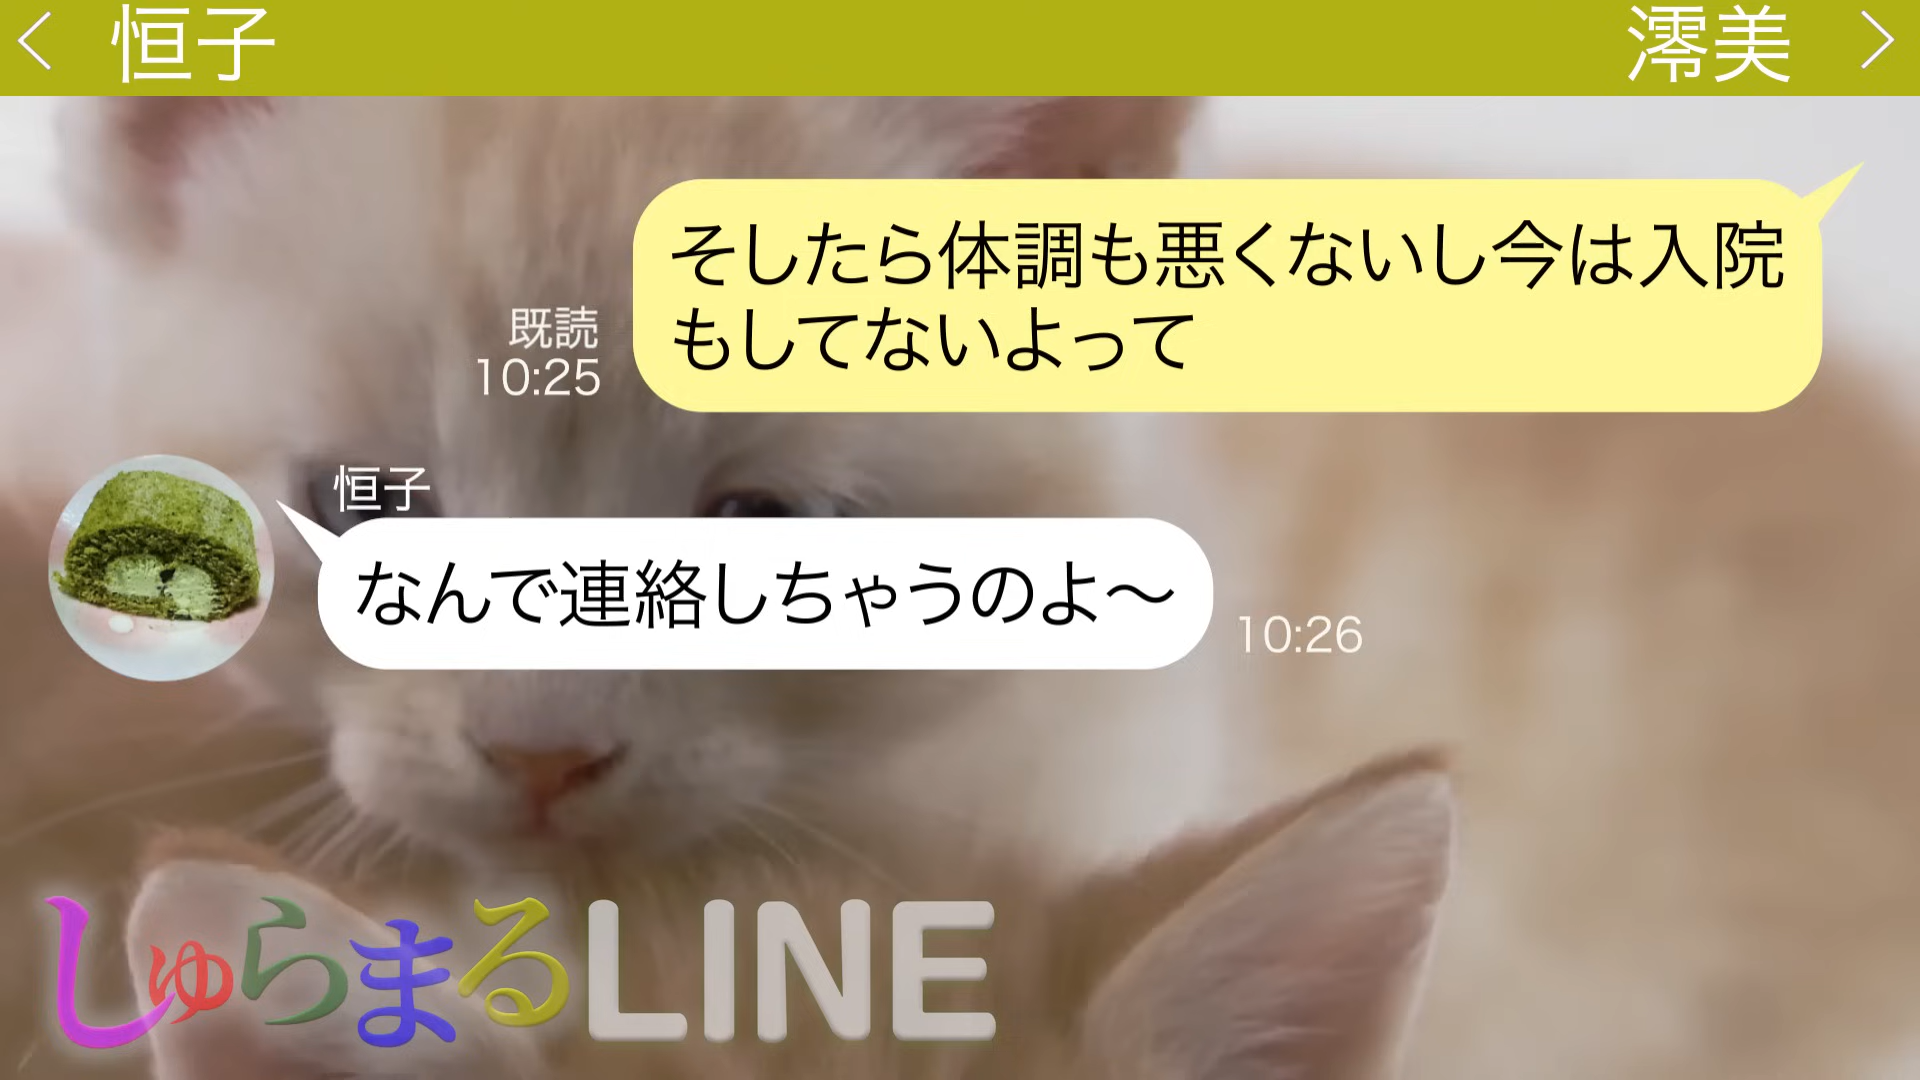 恒子
澪美
そしたら体調も悪くないし今は入院
もしてないよって
既読
10:25
恒子
なんで連絡しちゃうのよ～
10:26
しゅらまるLINE